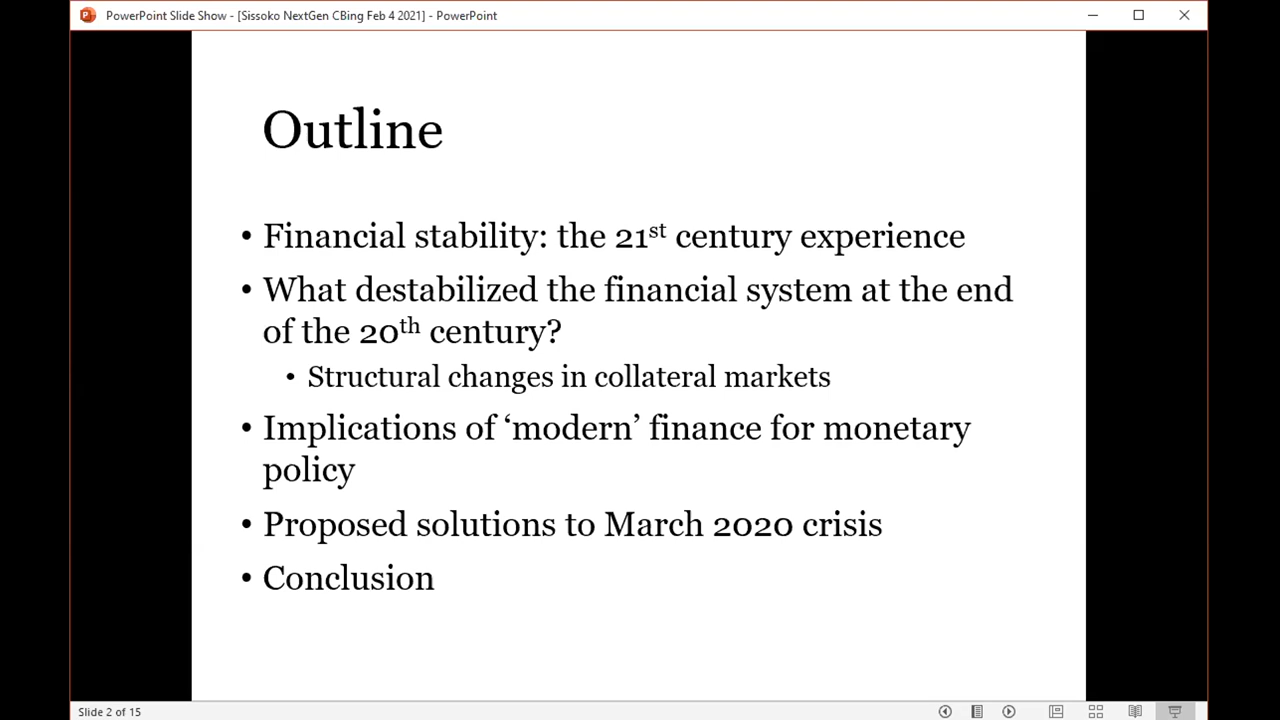 PowerPoint Slide Show - [Sissoko NextGen CBing Feb 4 2021] - PowerPoint
Outline
• Financial stability: the 21st century experience
• What destabilized the financial system at the end
of the 20th century?
• Structural changes in collateral markets
• Implications of ‘modern’ finance for monetary
policy
• Proposed solutions to March 2020 crisis
• Conclusion
Slide 2 of 15